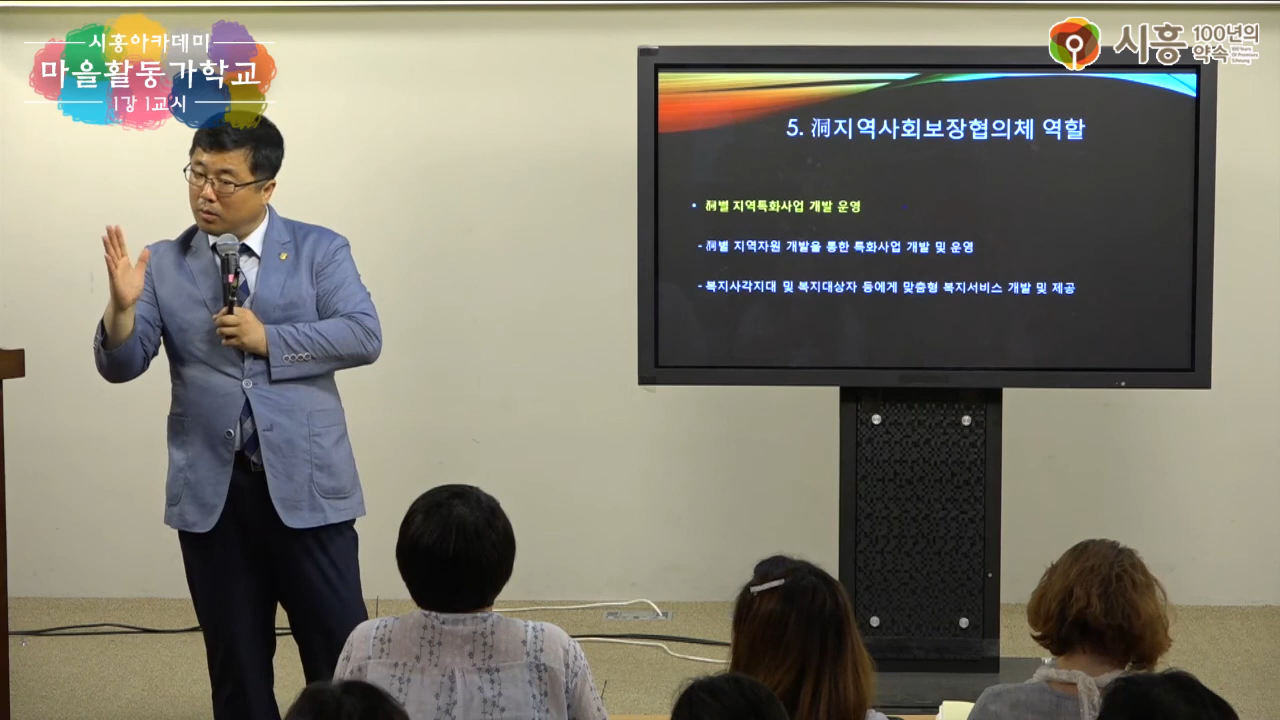 시흥아카데미
마을활동가학교
1강 1교시
시흥 100년의
약속
5. 洞지역사회보장협의체 역할
• 洞별 지역특화사업 개발 운영
- 洞별 지역자원 개발을 통한 특화사업 개발 및 운영
- 복지사각지대 및 복지대상자 등에게 맞춤형 복지서비스 개발 및 제공